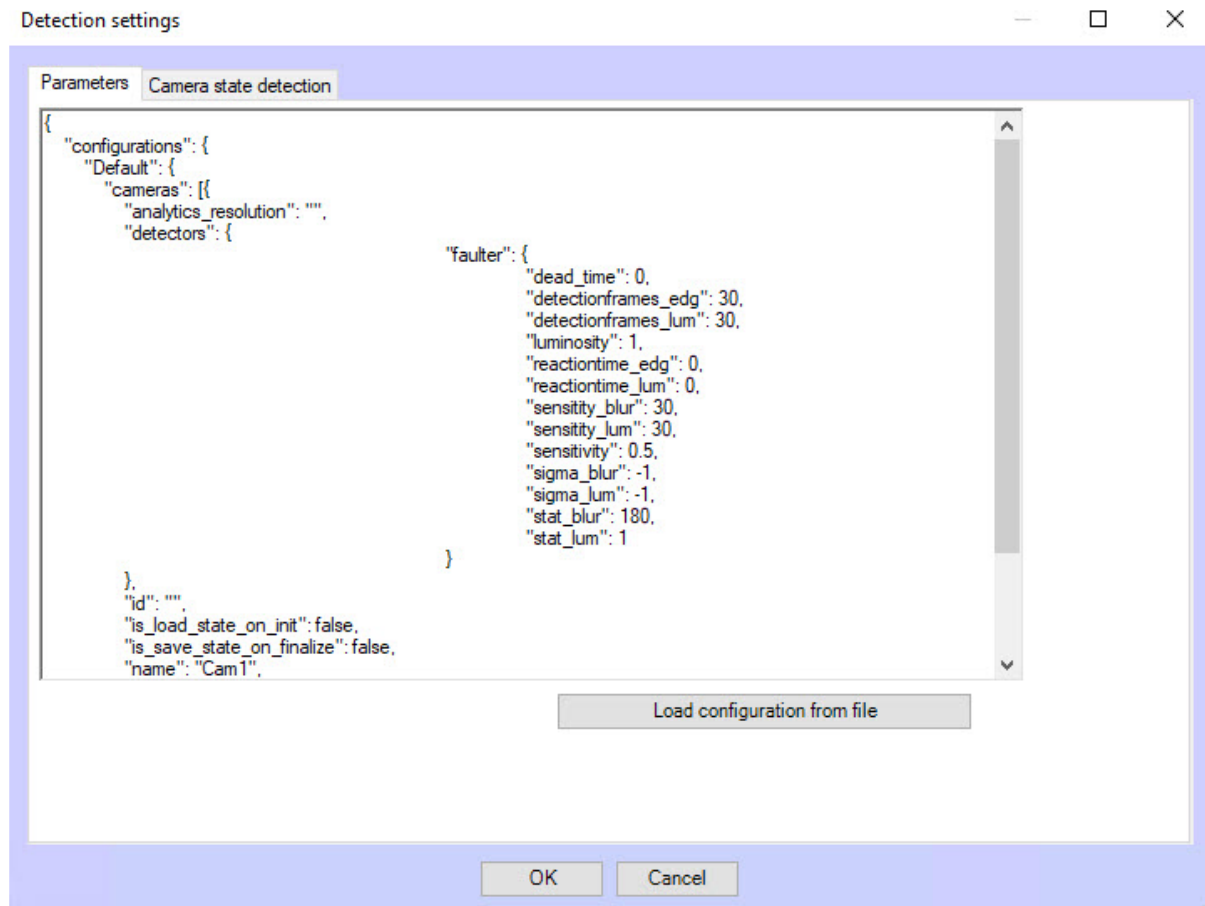 Detection settings
Parameters
Camera state detection
{
"configurations": {
"Default": {
"cameras": [{
"analytics_resolution": "",
"detectors": {
"faulter": {
"dead_time": 0,
"detectionframes_edg": 30,
"detectionframes_lum": 30,
"luminosity": 1,
"reactiontime_edg": 0,
"reactiontime_lum": 0,
"sensitity_blur": 30,
"sensitity_lum": 30,
"sensitivity": 0.5,
"sigma_blur": -1,
"sigma_lum": -1,
"stat_blur": 180,
"stat_lum": 1
}
},
"id": "",
"is_load_state_on_init": false,
"is_save_state_on_finalize": false,
"name": "Cam1",
Load configuration from file
OK
Cancel